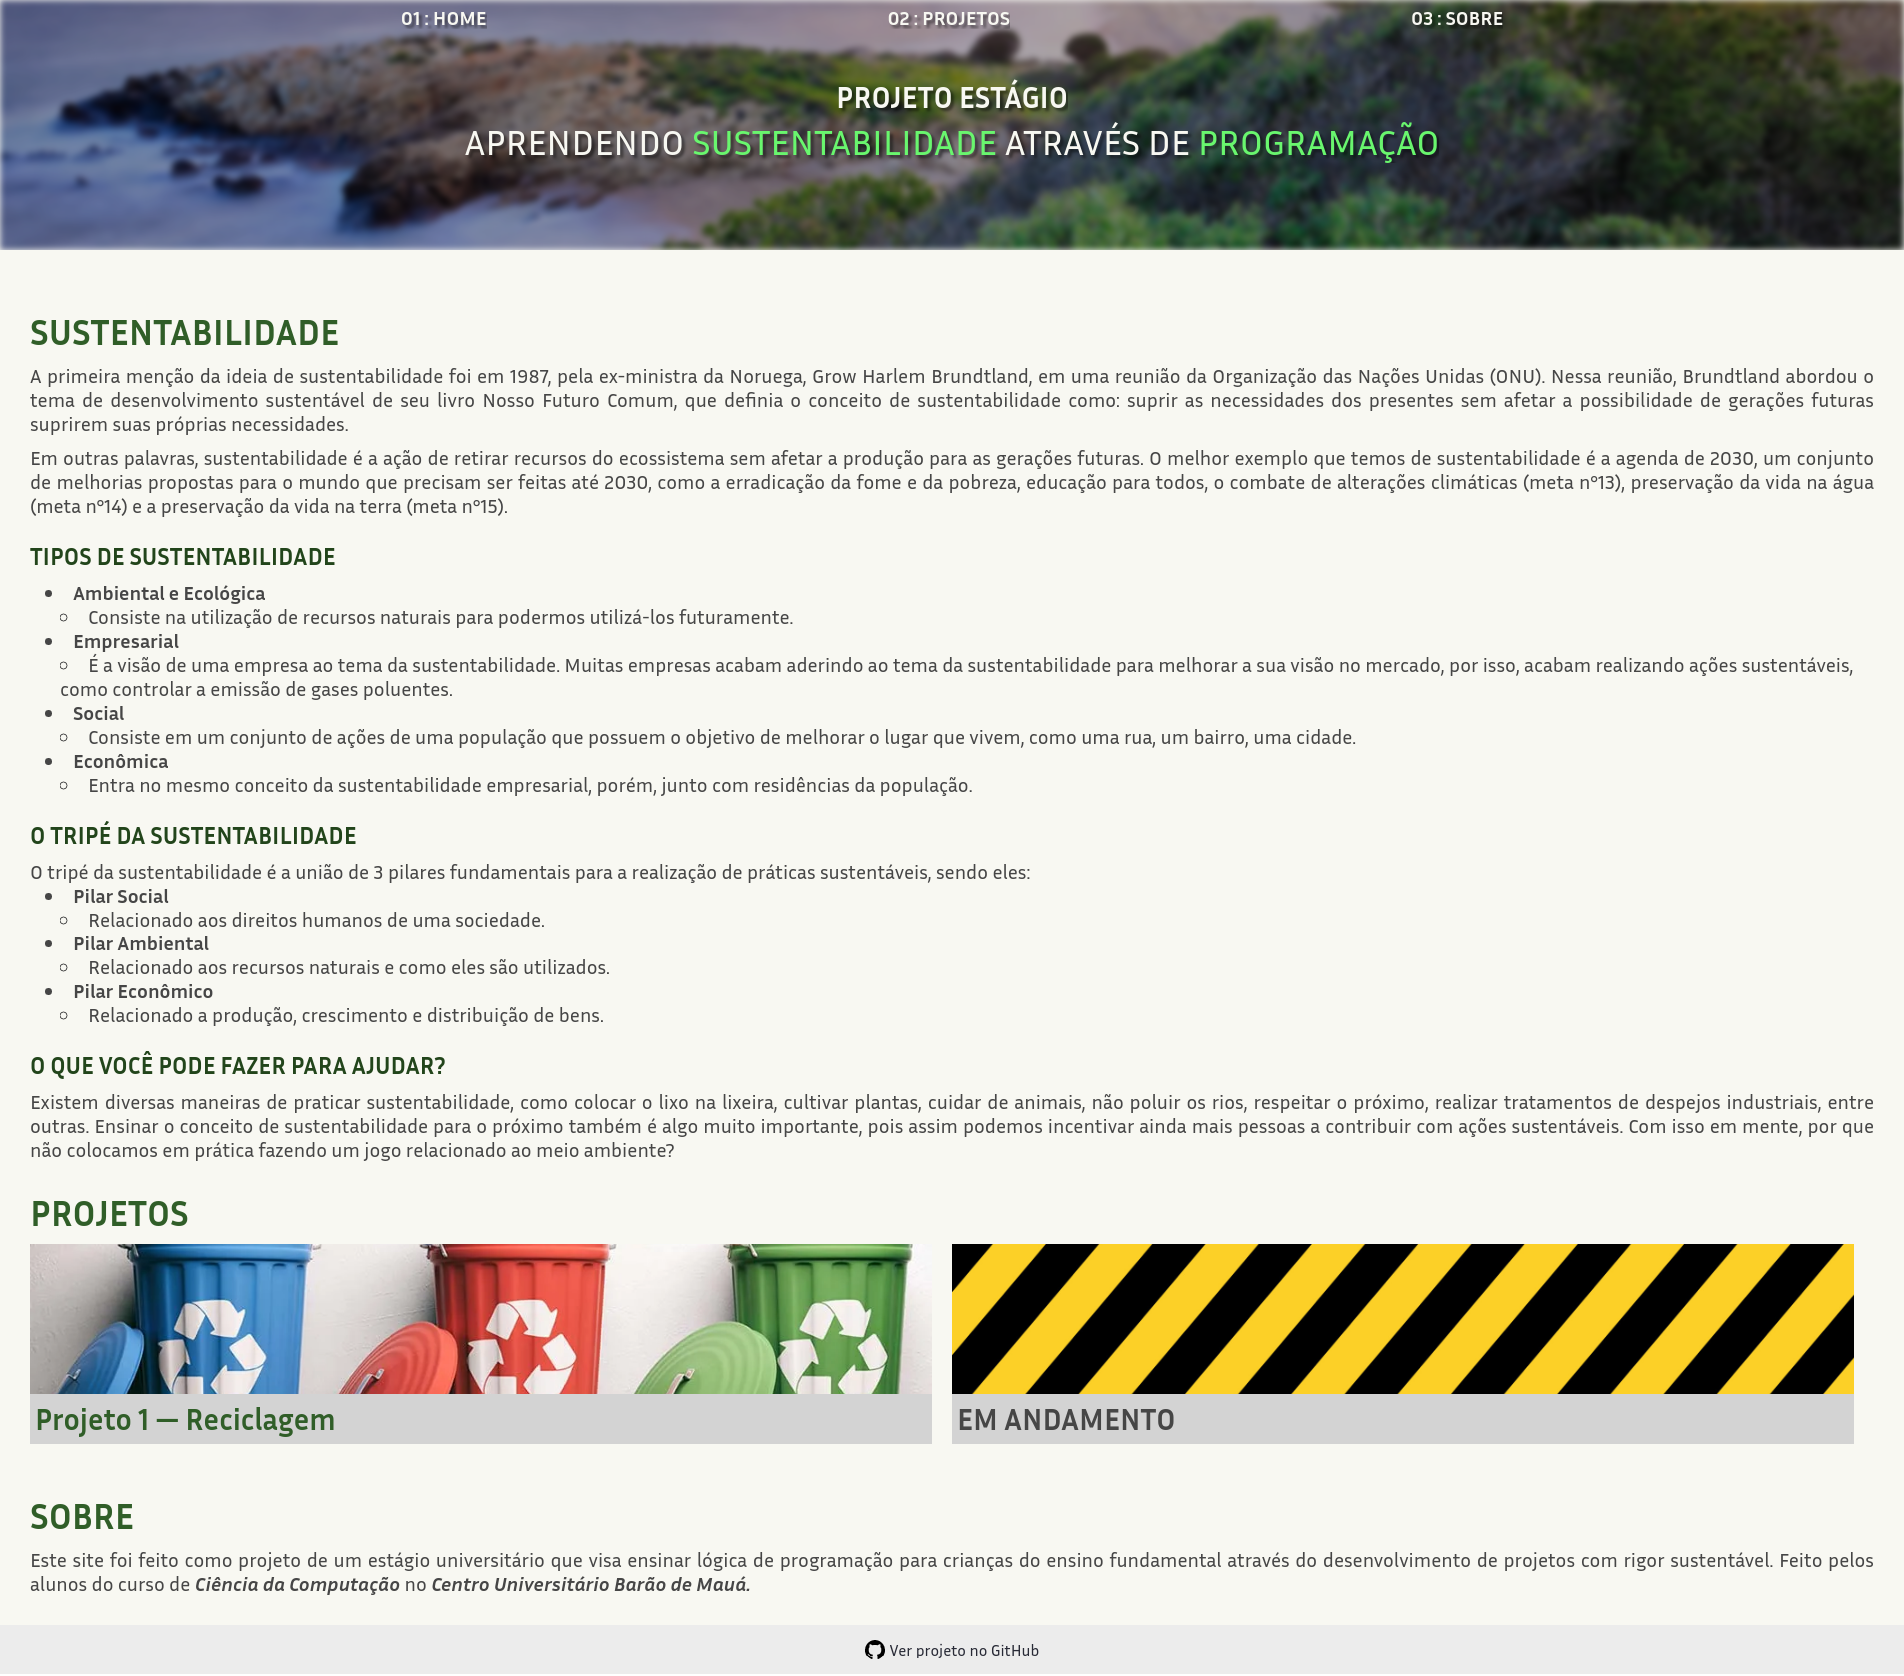 01 : HOME
02 : PROJETOS
03 : SOBRE
PROJETO ESTÁGIO
APRENDENDO SUSTENTABILIDADE ATRAVÉS DE PROGRAMAÇÃO
SUSTENTABILIDADE
A primeira menção da ideia de sustentabilidade foi em 1987, pela ex-ministra da Noruega, Grow Harlem Brundtland, em uma reunião da Organização das Nações Unidas (ONU). Nessa reunião, Brundtland abordou o
tema de desenvolvimento sustentável de seu livro Nosso Futuro Comum, que definia o conceito de sustentabilidade como: suprir as necessidades dos presentes sem afetar a possibilidade de gerações futuras
suprirem suas próprias necessidades.
Em outras palavras, sustentabilidade é a ação de retirar recursos do ecossistema sem afetar a produção para as gerações futuras. O melhor exemplo que temos de sustentabilidade é a agenda de 2030, um conjunto
de melhorias propostas para o mundo que precisam ser feitas até 2030, como a erradicação da fome e da pobreza, educação para todos, o combate de alterações climáticas (meta nº13), preservação da vida na água
(meta nº14) e a preservação da vida na terra (meta nº15).
TIPOS DE SUSTENTABILIDADE
Ambiental e Ecológica
Consiste na utilização de recursos naturais para podermos utilizá-los futuramente.
Empresarial
É a visão de uma empresa ao tema da sustentabilidade. Muitas empresas acabam aderindo ao tema da sustentabilidade para melhorar a sua visão no mercado, por isso, acabam realizando ações sustentáveis,
como controlar a emissão de gases poluentes.
Social
Consiste em um conjunto de ações de uma população que possuem o objetivo de melhorar o lugar que vivem, como uma rua, um bairro, uma cidade.
Econômica
Entra no mesmo conceito da sustentabilidade empresarial, porém, junto com residências da população.
O TRIPÉ DA SUSTENTABILIDADE
O tripé da sustentabilidade é a união de 3 pilares fundamentais para a realização de práticas sustentáveis, sendo eles:
Pilar Social
Relacionado aos direitos humanos de uma sociedade.
Pilar Ambiental
Relacionado aos recursos naturais e como eles são utilizados.
Pilar Econômico
Relacionado a produção, crescimento e distribuição de bens.
O QUE VOCÊ PODE FAZER PARA AJUDAR?
Existem diversas maneiras de praticar sustentabilidade, como colocar o lixo na lixeira, cultivar plantas, cuidar de animais, não poluir os rios, respeitar o próximo, realizar tratamentos de despejos industriais, entre
outras. Ensinar o conceito de sustentabilidade para o próximo também é algo muito importante, pois assim podemos incentivar ainda mais pessoas a contribuir com ações sustentáveis. Com isso em mente, por que
não colocamos em prática fazendo um jogo relacionado ao meio ambiente?
PROJETOS
Projeto 1 — Reciclagem
EM ANDAMENTO
SOBRE
Este site foi feito como projeto de um estágio universitário que visa ensinar lógica de programação para crianças do ensino fundamental através do desenvolvimento de projetos com rigor sustentável. Feito pelos
alunos do curso de Ciência da Computação no Centro Universitário Barão de Mauá.
Ver projeto no GitHub